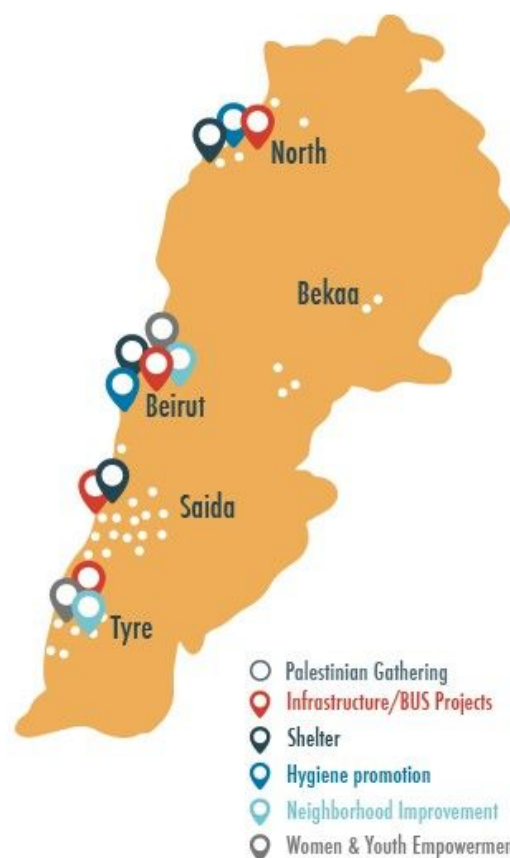 North
Bekaa
Beirut
Saida
Tyre
Palestinian Gathering
Infrastructure/BUS Projects
Shelter
Hygiene promotion
Neighborhood Improvement
Women & Youth Empowermen